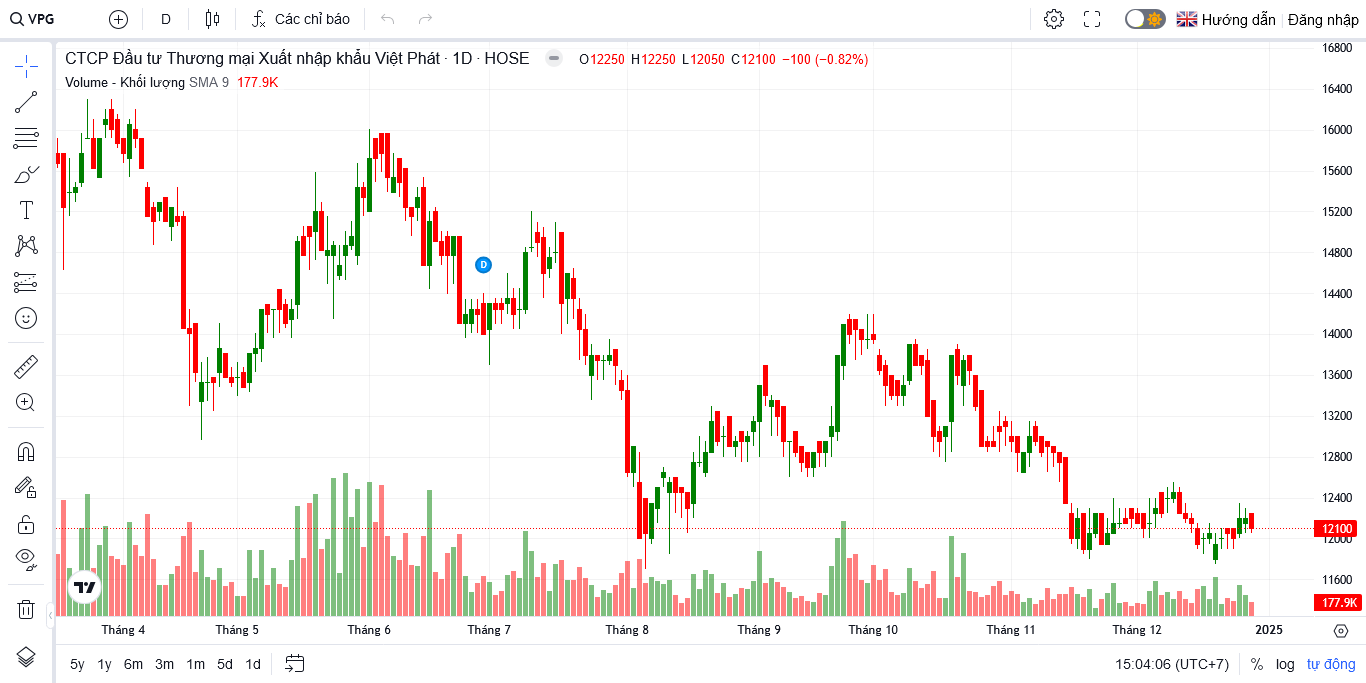 VPG D Các chỉ báo Hướng dẫn Đăng nhập
CTCP Đầu tư Thương mại Xuất nhập khẩu Việt Phát · 1D · HOSE O12250 H12250 L12050 C12100 −100 (−0.82%)
Volume - Khối lượng SMA 9 177.9K
16800
16400
16000
15600
15200
14800
D
14400
14000
13600
13200
12800
12400
12100
12000
11600
177.9K
Tháng 4 Tháng 5 Tháng 6 Tháng 7 Tháng 8 Tháng 9 Tháng 10 Tháng 11 Tháng 12 2025
5y 1y 6m 3m 1m 5d 1d 15:04:06 (UTC+7) % log tự động